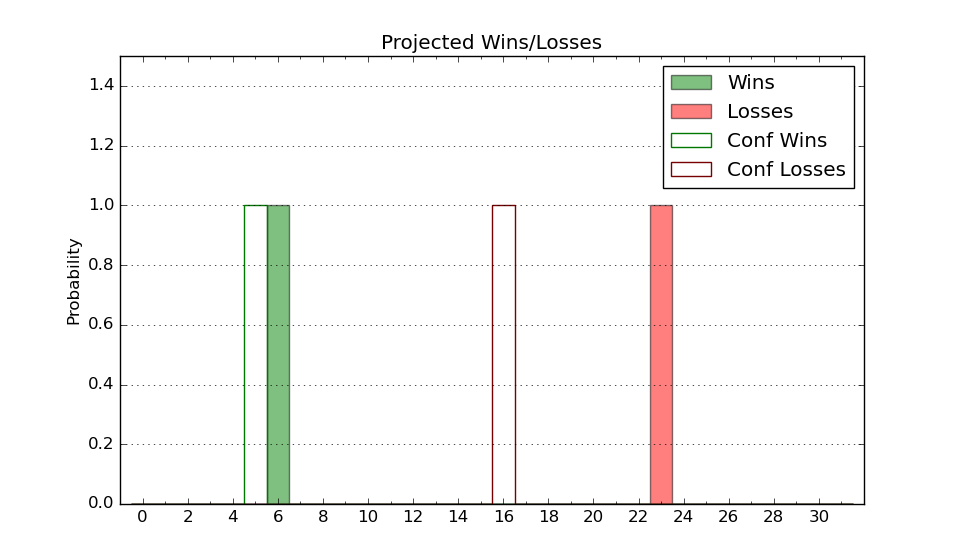 Projected Wins/Losses
Wins
Losses
Conf Wins
Conf Losses
Probability
1.4
1.2
1.0
0.8
0.6
0.4
0.2
0.0
0 2 4 6 8 10 12 14 16 18 20 22 24 26 28 30